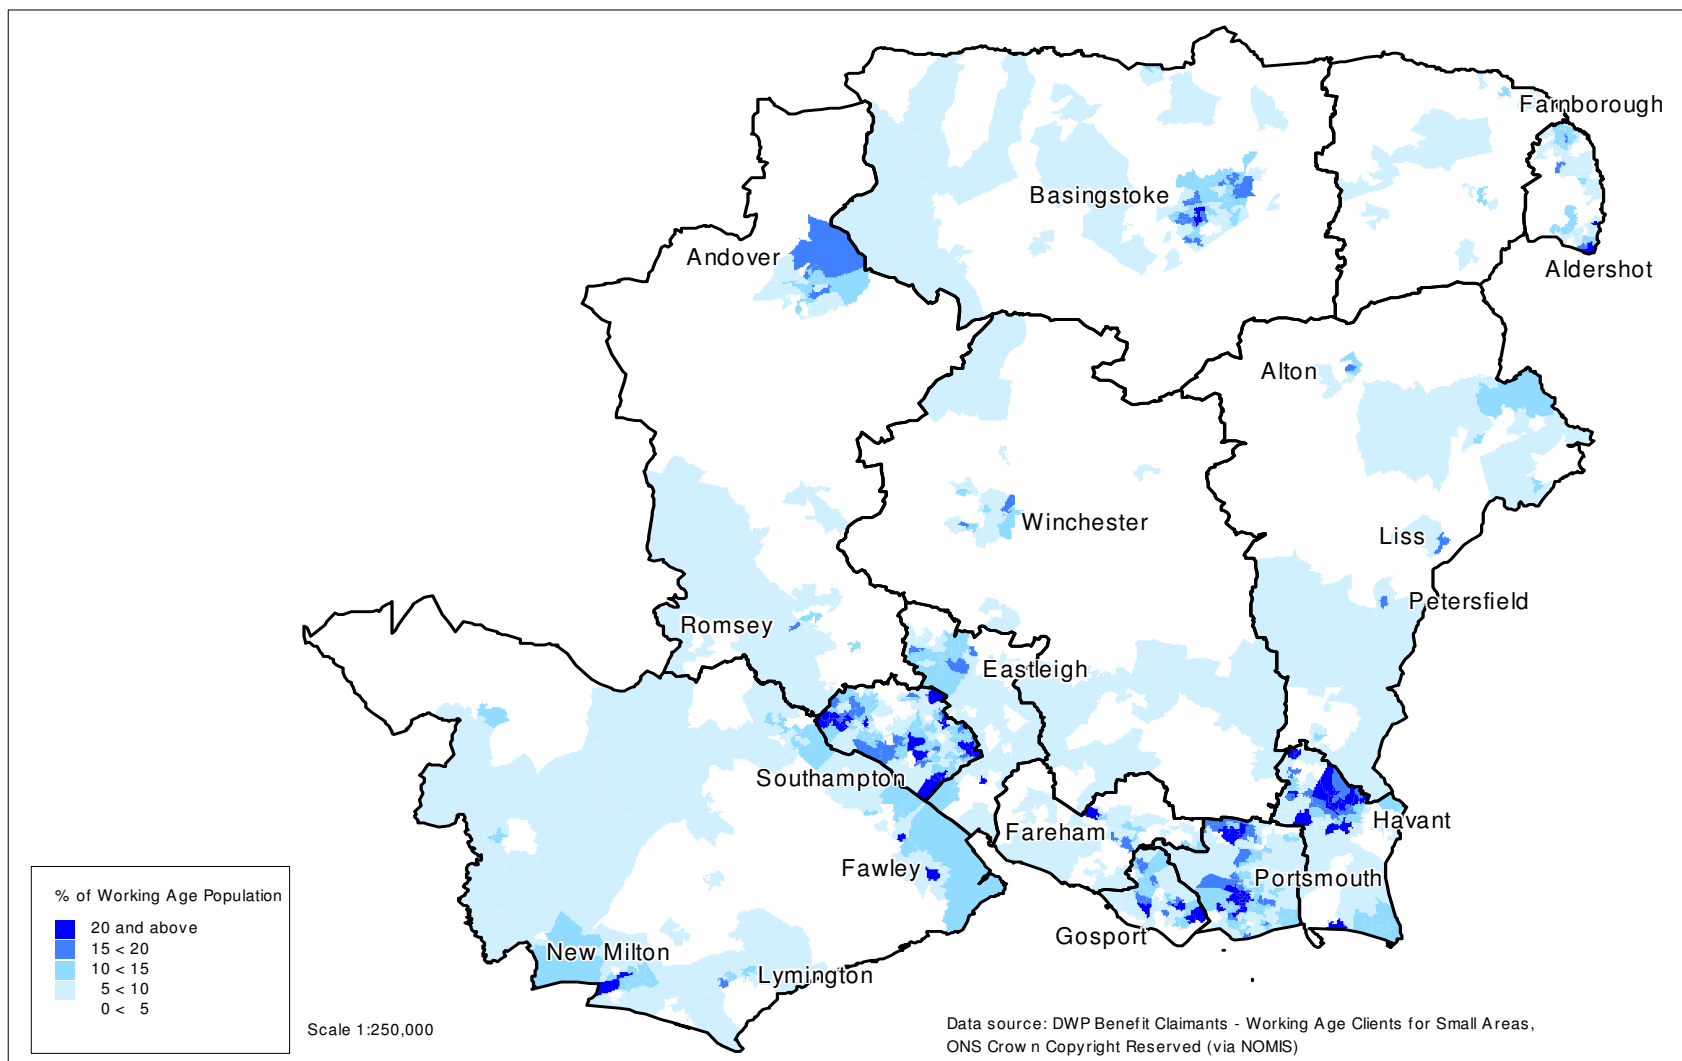 Farnborough
Basingstoke
Andover
Aldershot
Alton
Winchester
Liss
Petersfield
Romsey
Eastleigh
Southampton
Havant
Fareham
Fawley
Portsmouth
Gosport
New Milton
Lymington
% of Working Age Population
20 and above
15 < 20
10 < 15
5 < 10
0 < 5
Scale 1:250,000
Data source: DWP Benefit Claimants - Working Age Clients for Small Areas,
ONS Crown Copyright Reserved (via NOMIS)